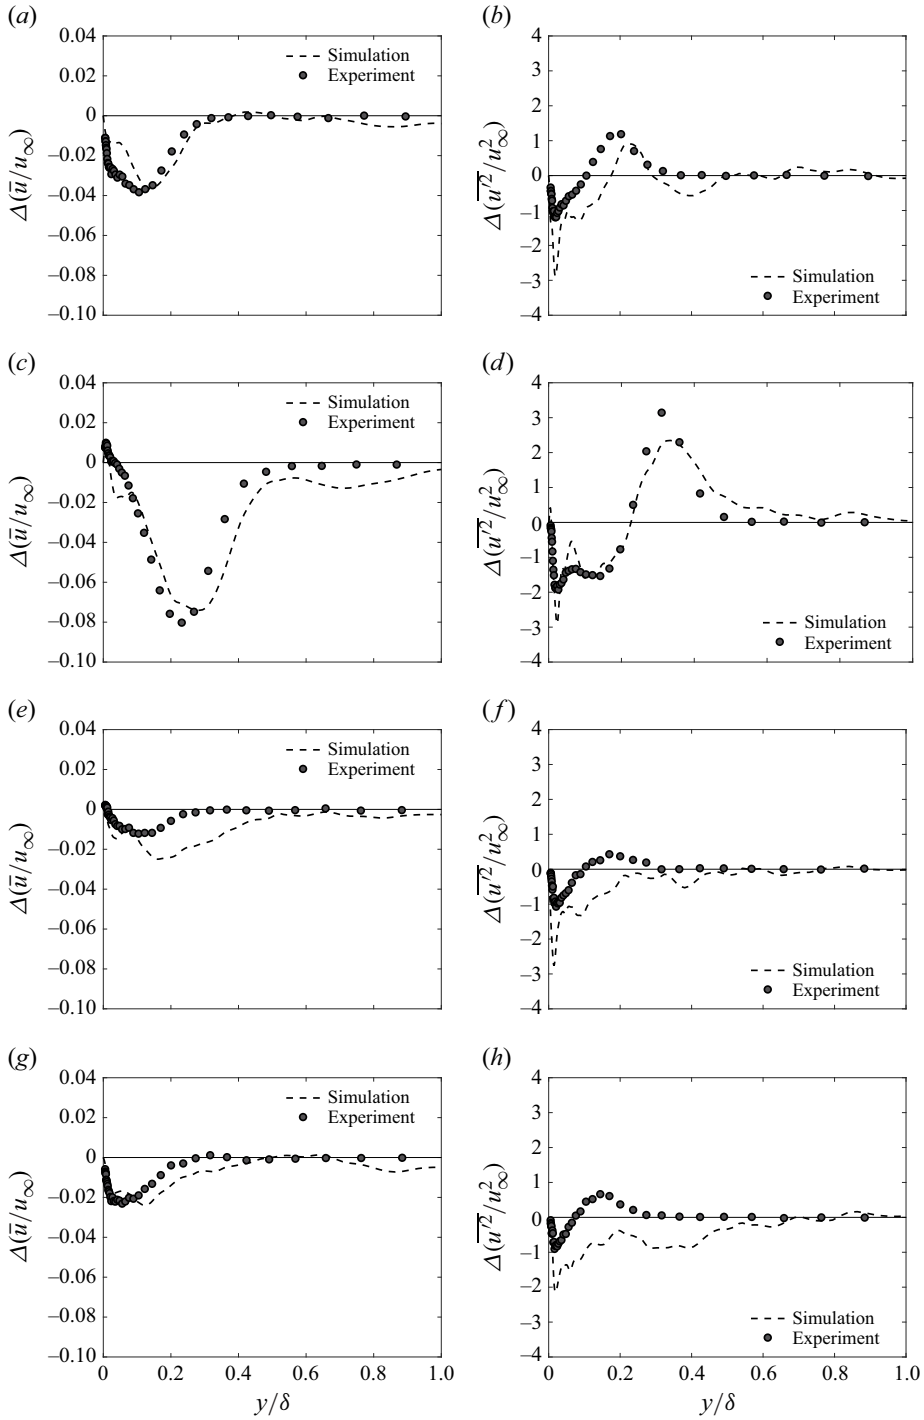 (a)
0.04
0.02
0
–0.02
–0.04
–0.06
–0.08
–0.10
Δ(u̅/u∞)
Simulation
Experiment
(b)
4
3
2
1
0
–1
–2
–3
–4
Δ(u′²/u²∞)
Simulation
Experiment
(c)
0.04
0.02
0
–0.02
–0.04
–0.06
–0.08
–0.10
Δ(u̅/u∞)
Simulation
Experiment
(d)
4
3
2
1
0
–1
–2
–3
–4
Δ(u′²/u²∞)
Simulation
Experiment
(e)
0.04
0.02
0
–0.02
–0.04
–0.06
–0.08
–0.10
Δ(u̅/u∞)
Simulation
Experiment
(f)
4
3
2
1
0
–1
–2
–3
–4
Δ(u′²/u²∞)
Simulation
Experiment
(g)
0.04
0.02
0
–0.02
–0.04
–0.06
–0.08
–0.10
Δ(u̅/u∞)
Simulation
Experiment
0 0.2 0.4 0.6 0.8 1.0
y/δ
(h)
4
3
2
1
0
–1
–2
–3
–4
Δ(u′²/u²∞)
Simulation
Experiment
0 0.2 0.4 0.6 0.8 1.0
y/δ